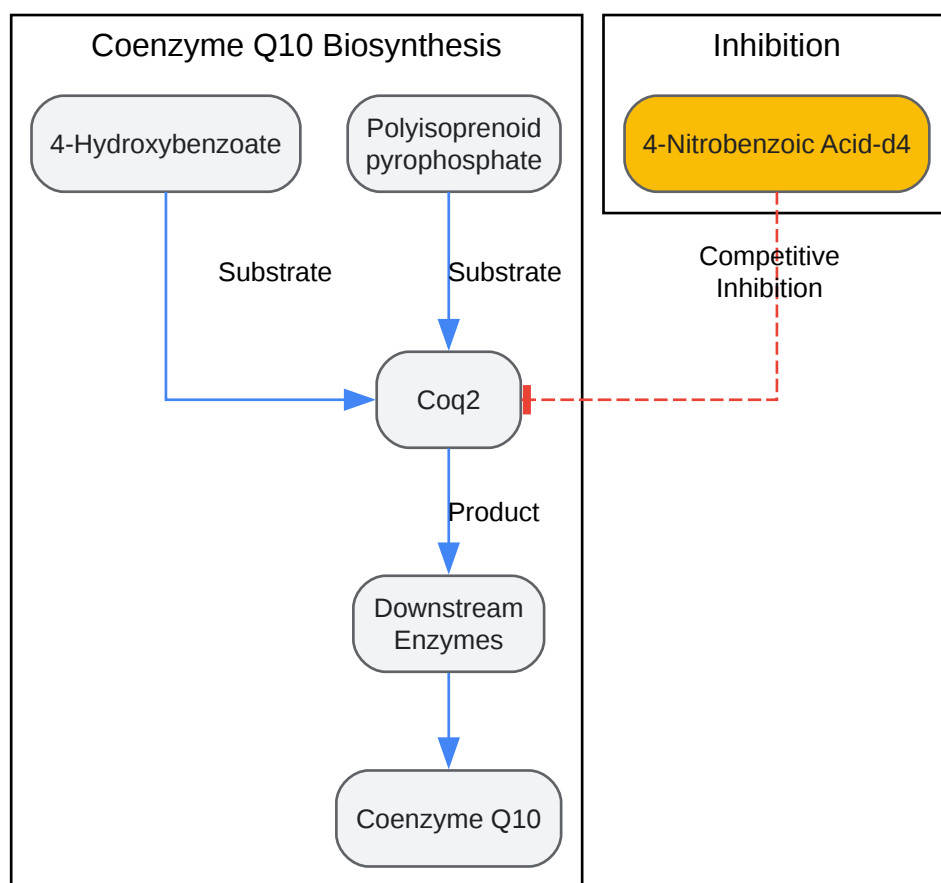 Coenzyme Q10 Biosynthesis
Inhibition
4-Hydroxybenzoate
Polyisoprenoid
pyrophosphate
4-Nitrobenzoic Acid-d4
Substrate
Substrate
Competitive
Inhibition
Coq2
Product
Downstream
Enzymes
Coenzyme Q10